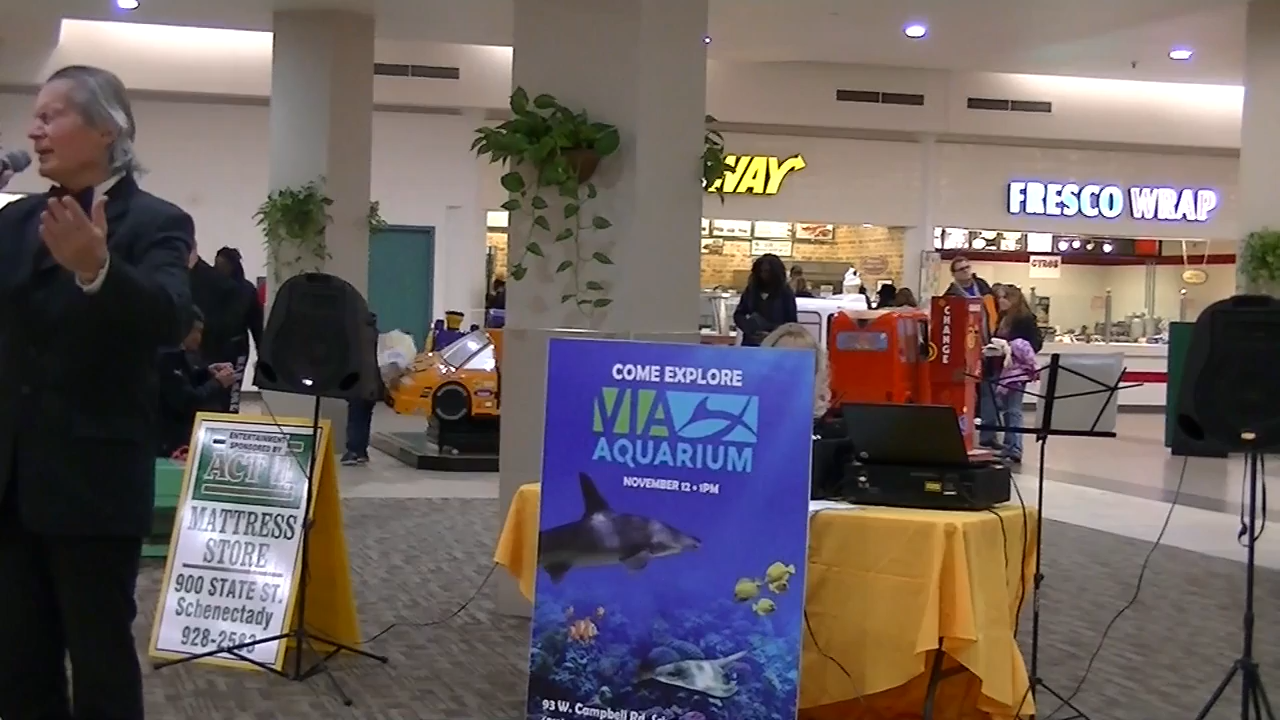 WAY
FRESCO WRAP
GYROS
CHANGE
COME EXPLORE
VIA
AQUARIUM
NOVEMBER 12 • 1PM
93 W. Campbell Rd.
ENTERTAINMENT
SPONSORED BY
ACT II
MATTRESS
STORE
900 STATE ST.
Schenectady
928-2583